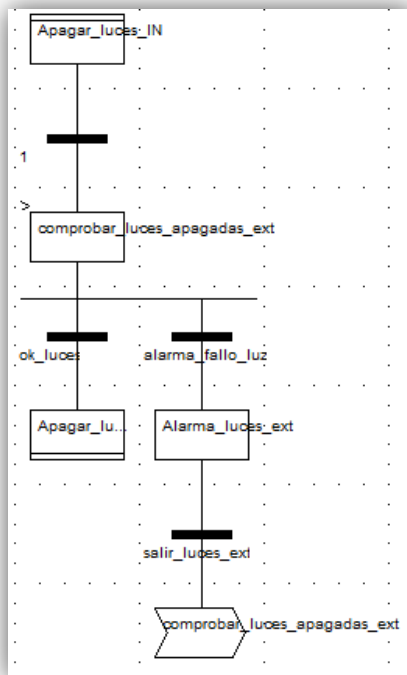 Apagar_luces_IN
1
>
comprobar_luces_apagadas_ext
ok_luces
alarma_fallo_luz
Apagar_lu...
Alarma_luces_ext
salir_luces_ext
comprobar_luces_apagadas_ext